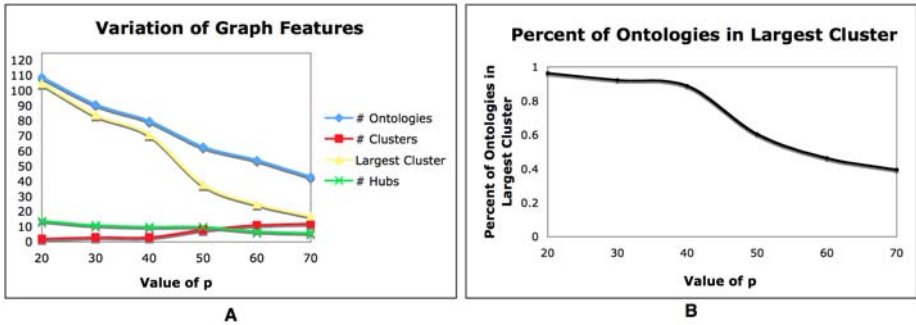 Variation of Graph Features
120
110
100
90
80
70
60
50
40
30
20
10
0
20 30 40 50 60 70
Value of p
# Ontologies
# Clusters
Largest Cluster
# Hubs
A
Percent of Ontologies in Largest Cluster
Percent of Ontologies in
Largest Cluster
1
0.8
0.6
0.4
0.2
0
20 30 40 50 60 70
Value of p
B